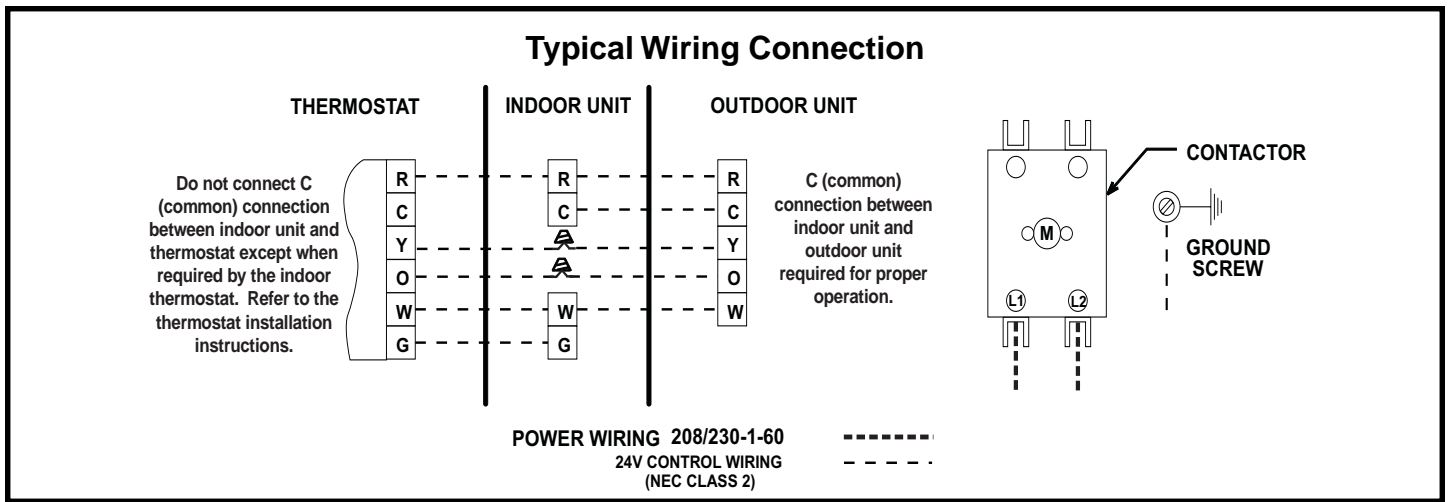 Typical Wiring Connection
THERMOSTAT
INDOOR UNIT
OUTDOOR UNIT
Do not connect C
(common) connection
between indoor unit and
thermostat except when
required by the indoor
thermostat. Refer to the
thermostat installation
instructions.
R
C
Y
O
W
G
R
C
W
G
R
C
Y
O
W
C (common)
connection between
indoor unit and
outdoor unit
required for proper
operation.
M
L1
L2
CONTACTOR
GROUND
SCREW
POWER WIRING 208/230-1-60
24V CONTROL WIRING
(NEC CLASS 2)